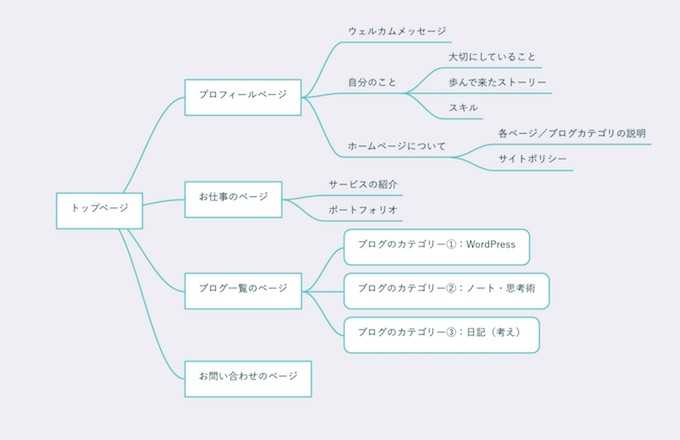 トップページ
プロフィールページ
ウェルカムメッセージ
自分のこと
大切にしていること
歩んで来たストーリー
スキル
ホームページについて
各ページ／ブログカテゴリの説明
サイトポリシー
お仕事のページ
サービスの紹介
ポートフォリオ
ブログ一覧のページ
ブログのカテゴリー①：WordPress
ブログのカテゴリー②：ノート・思考術
ブログのカテゴリー③：日記（考え）
お問い合わせのページ